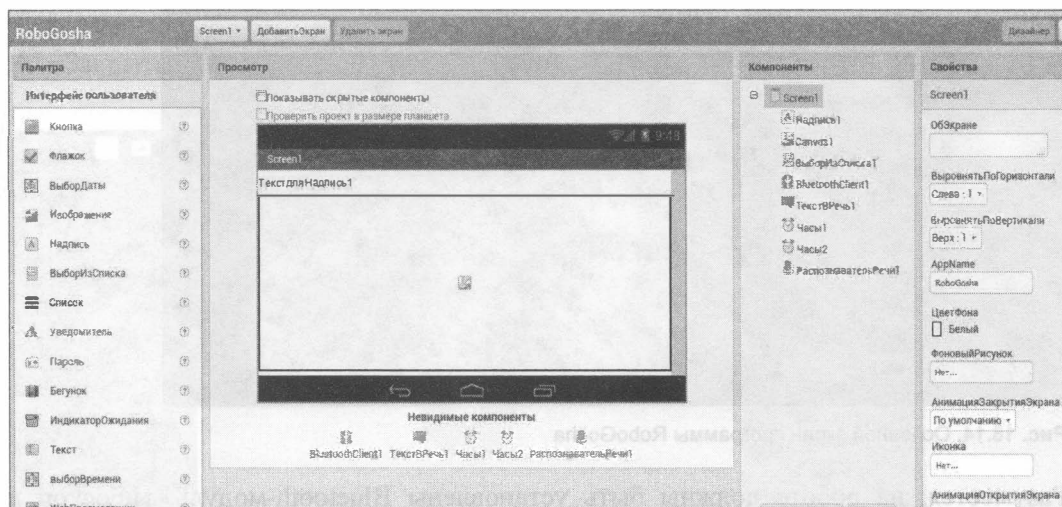 RoboGosha
Screen1
ДобавитьЭкран
Удалить экран
Дизайнер
Палитра
Просмотр
Компоненты
Свойства
Интерфейс пользователя
Кнопка
Флажок
ВыборДаты
Изображение
Надпись
ВыборИзСписка
Список
Уведомитель
Пароль
Бегунок
ИндикаторОжидания
Текст
выборВремени
Показывать скрытые компоненты
Проверить проект в размере планшета
9:48
Screen1
ТекстдляНадпись1
Невидимые компоненты
BluetoothClient1 ТекстВРечь1 Часы1 Часы2 РаспознавательРечи1
Screen1
Надпись1
Canvas1
ВыборИзСписка1
BluetoothClient1
ТекстВРечь1
Часы1
Часы2
РаспознавательРечи1
Screen1
ОбЭкране
ВыровнятьПоГоризонтали
Слева : 1
ВыровнятьПоВертикали
Верх : 1
AppName
RoboGosha
ЦветФона
Белый
ФоновыйРисунок
Нет...
АнимацияЗакрытияЭкрана
По умолчанию
Иконка
Нет...
АнимацияОткрытияЭкрана